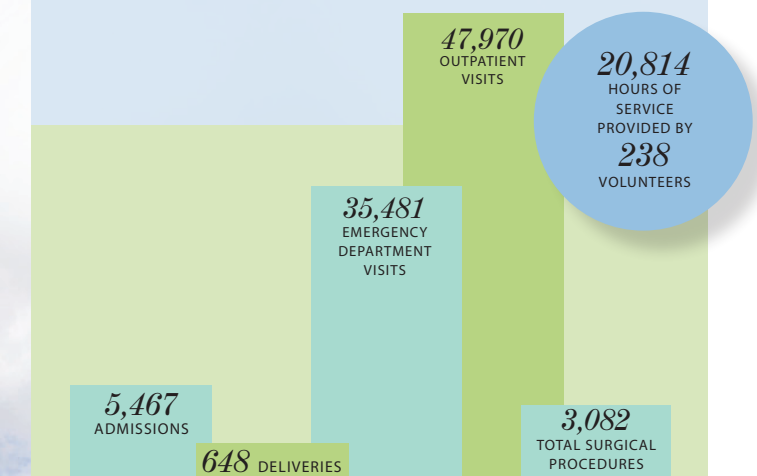 47,970
OUTPATIENT
VISITS
20,814
HOURS OF
SERVICE
PROVIDED BY
238
VOLUNTEERS
35,481
EMERGENCY
DEPARTMENT
VISITS
5,467
ADMISSIONS
648 DELIVERIES
3,082
TOTAL SURGICAL
PROCEDURES